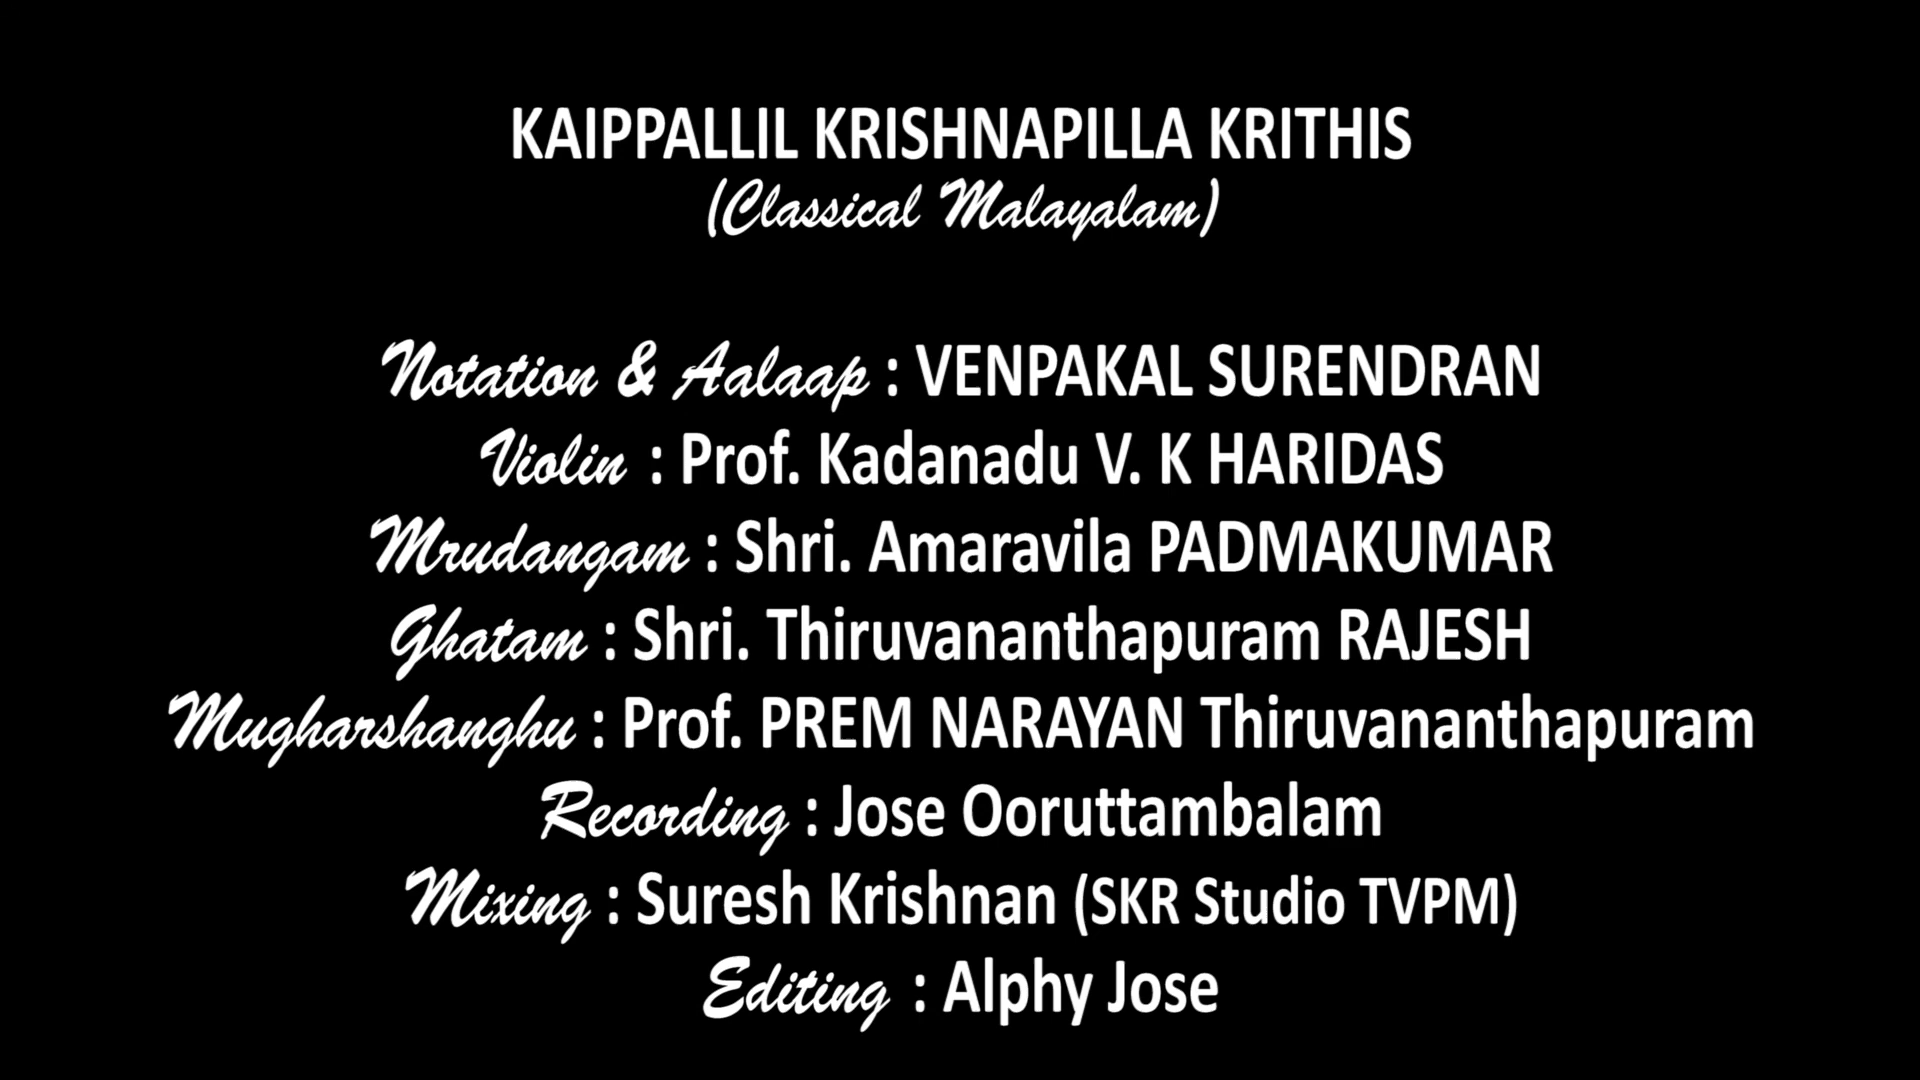 KAIPPALLIL KRISHNAPILLA KRITHIS
(Classical Malayalam)
Notation & Aalaap : VENPAKAL SURENDRAN
Violin : Prof. Kadanadu V. K HARIDAS
Mrudangam : Shri. Amaravila PADMAKUMAR
Ghatam : Shri. Thiruvananthapuram RAJESH
Mugharshanghu : Prof. PREM NARAYAN Thiruvananthapuram
Recording : Jose Ooruttambalam
Mixing : Suresh Krishnan (SKR Studio TVPM)
Editing : Alphy Jose